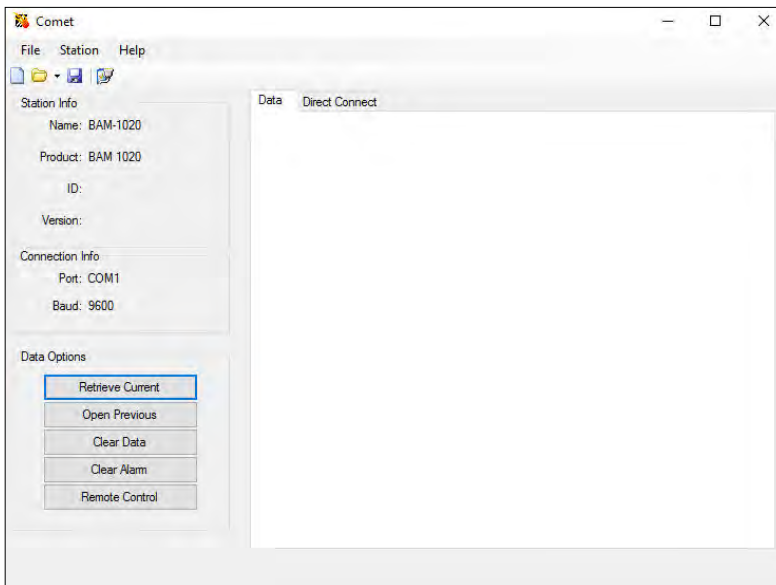 Comet
File Station Help
Station Info
Name: BAM-1020
Product: BAM 1020
ID:
Version:
Connection Info
Port: COM1
Baud: 9600
Data Options
Retrieve Current
Open Previous
Clear Data
Clear Alarm
Remote Control
Data Direct Connect